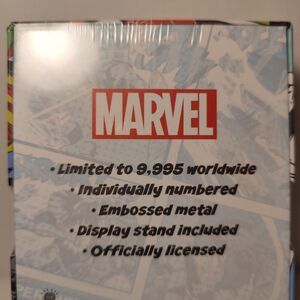 MARVEL
• Limited to 9,995 worldwide
• Individually numbered
• Embossed metal
• Display stand included
• Officially licensed